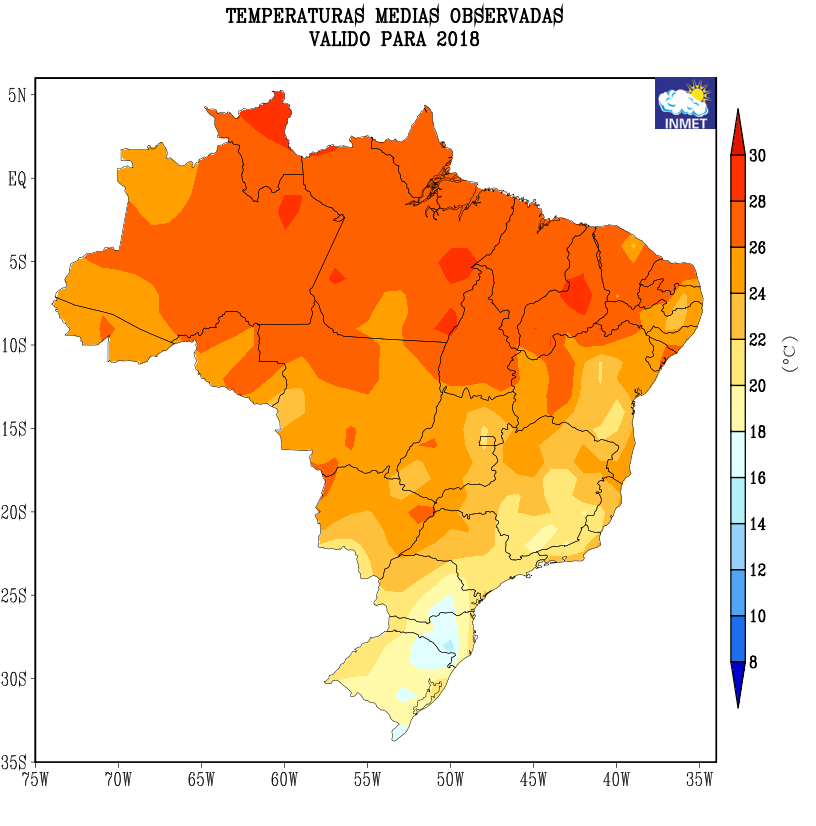 TEMPERATURAS MEDIAS OBSERVADAS
VALIDO PARA 2018
INMET
5N
EQ
5S
10S
15S
20S
25S
30S
35S
75W 70W 65W 60W 55W 50W 45W 40W 35W
30
28
26
24
22
20
18
16
14
12
10
8
(°C)